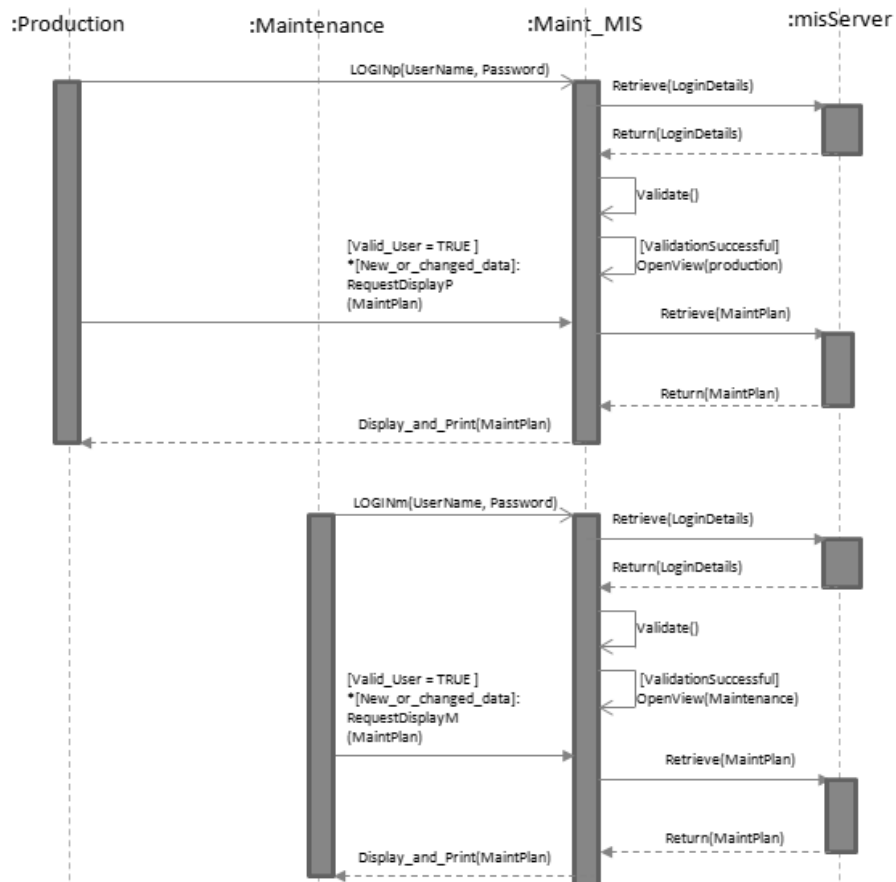 :Production
:Maintenance
:Maint_MIS
:misServer
LOGINp(UserName, Password)
Retrieve(LoginDetails)
Return(LoginDetails)
Validate()
[Valid_User = TRUE ]
*[New_or_changed_data]:
RequestDisplayP
(MaintPlan)
[ValidationSuccessful]
OpenView(production)
Retrieve(MaintPlan)
Return(MaintPlan)
Display_and_Print(MaintPlan)
LOGINm(UserName, Password)
Retrieve(LoginDetails)
Return(LoginDetails)
Validate()
[Valid_User = TRUE ]
*[New_or_changed_data]:
RequestDisplayM
(MaintPlan)
[ValidationSuccessful]
OpenView(Maintenance)
Retrieve(MaintPlan)
Return(MaintPlan)
Display_and_Print(MaintPlan)